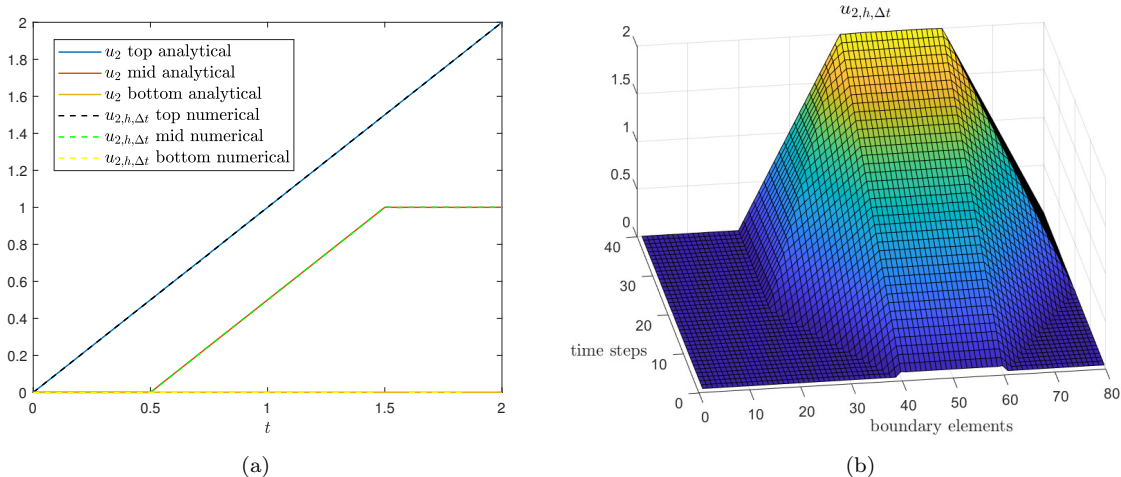 2
1.8
1.6
1.4
1.2
1
0.8
0.6
0.4
0.2
0
0
0.5
1
1.5
2
t
u₂ top analytical
u₂ mid analytical
u₂ bottom analytical
u₂,ₕ,Δt top numerical
u₂,ₕ,Δt mid numerical
u₂,ₕ,Δt bottom numerical
(a)
u₂,ₕ,Δt
2
1.5
1
0.5
0
40
30
20
10
0
time steps
0
10
20
30
40
50
60
70
80
boundary elements
(b)